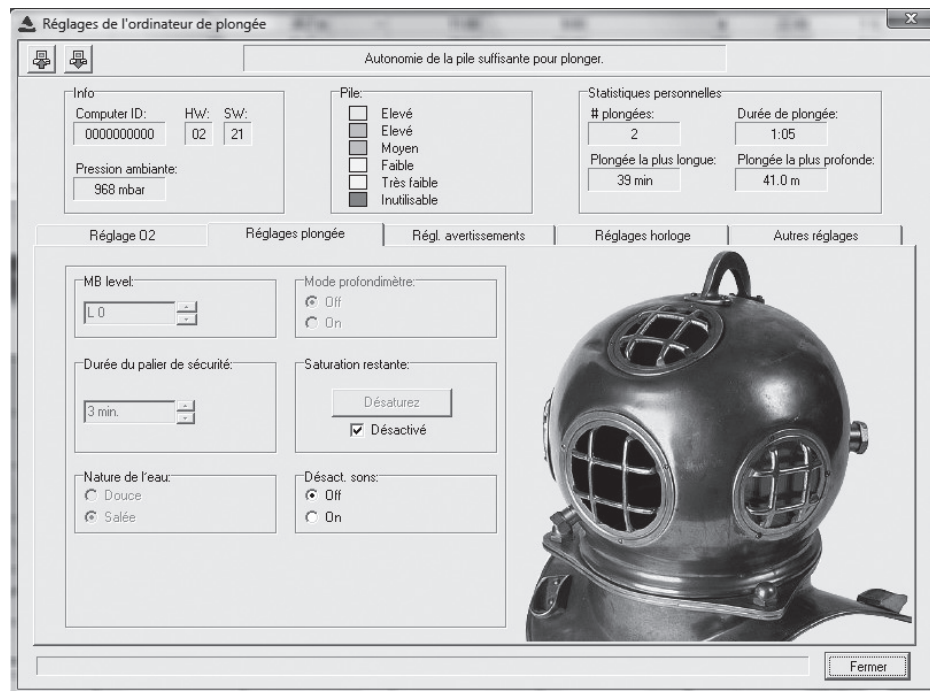 Réglages de l'ordinateur de plongée
Autonomie de la pile suffisante pour plonger.
Info
Computer ID: HW: SW:
0000000000 02 21
Pression ambiante:
968 mbar
Pile:
Elevé
Elevé
Moyen
Faible
Très faible
Inutilisable
Statistiques personnelles
# plongées: Durée de plongée:
2 1:05
Plongée la plus longue: Plongée la plus profonde:
39 min 41.0 m
Réglage O2 Réglages plongée Régl. avertissements Réglages horloge Autres réglages
MB level:
L 0
Mode profondimètre:
Off
On
Durée du palier de sécurité:
3 min.
Saturation restante:
Désaturez
Désactivé
Nature de l'eau:
Douce
Salée
Désact. sons:
Off
On
Fermer